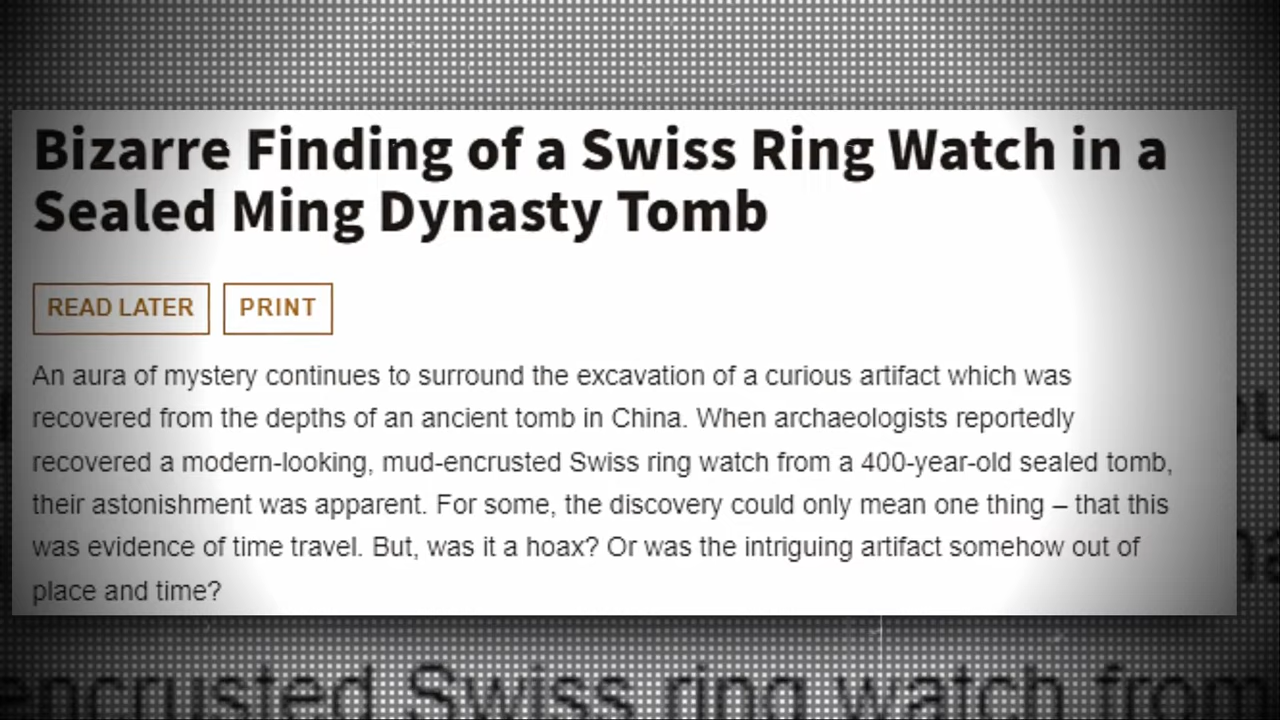 Bizarre Finding of a Swiss Ring Watch in a
Sealed Ming Dynasty Tomb
READ LATER PRINT
An aura of mystery continues to surround the excavation of a curious artifact which was
recovered from the depths of an ancient tomb in China. When archaeologists reportedly
recovered a modern-looking, mud-encrusted Swiss ring watch from a 400-year-old sealed tomb,
their astonishment was apparent. For some, the discovery could only mean one thing – that this
was evidence of time travel. But, was it a hoax? Or was the intriguing artifact somehow out of
place and time?
encrusted Swiss ring watch from